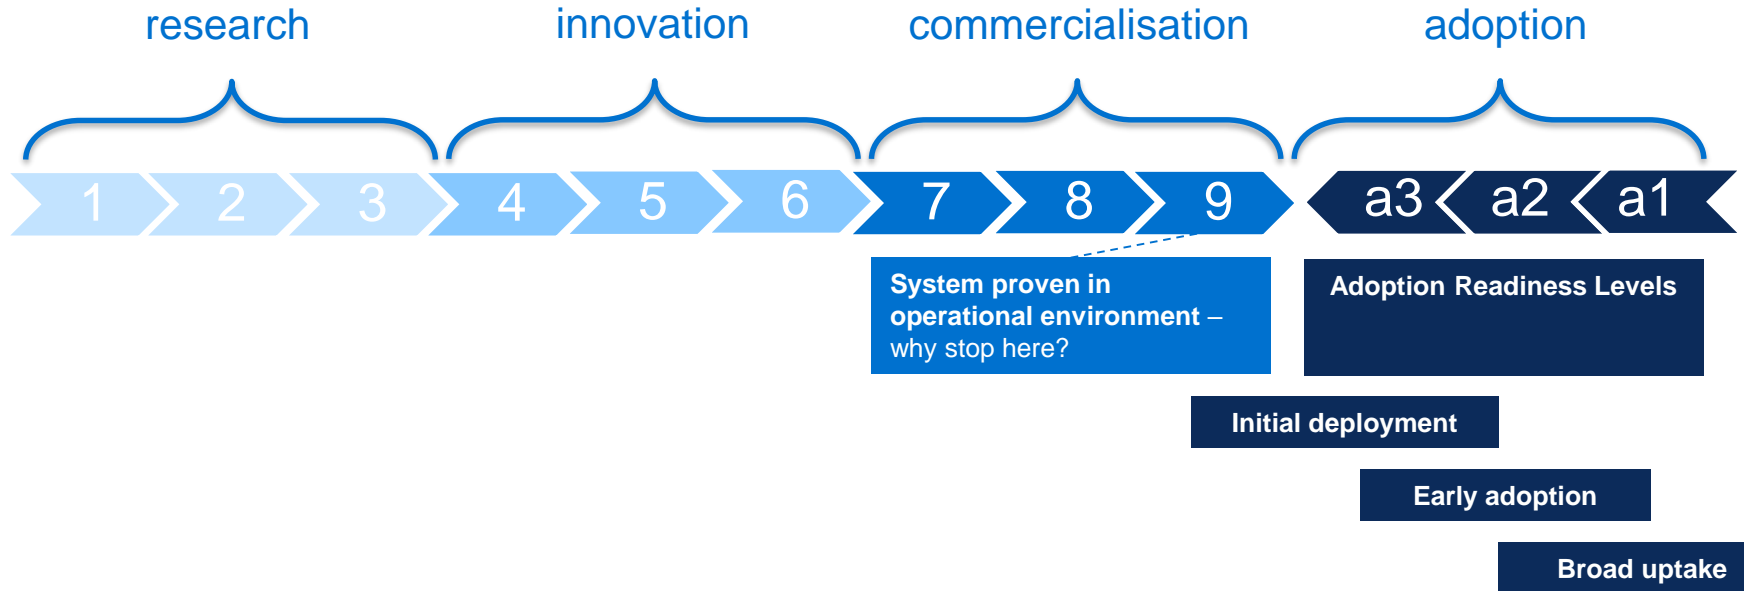 research innovation commercialisation adoption
1 2 3 4 5 6 7 8 9 a3 a2 a1
System proven in
operational environment –
why stop here?
Adoption Readiness Levels
Initial deployment
Early adoption
Broad uptake